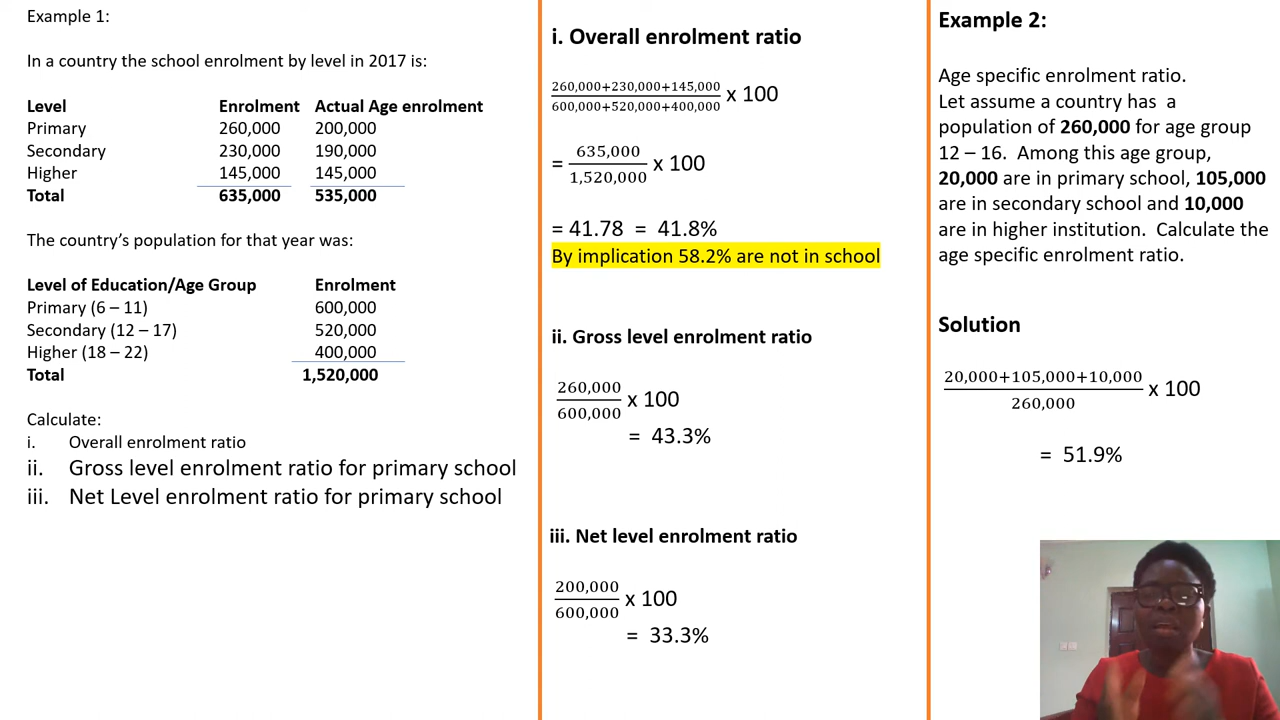 Example 1:
In a country the school enrolment by level in 2017 is:
Level Enrolment Actual Age enrolment
Primary 260,000 200,000
Secondary 230,000 190,000
Higher 145,000 145,000
Total 635,000 535,000
The country's population for that year was:
Level of Education/Age Group Enrolment
Primary (6 – 11) 600,000
Secondary (12 – 17) 520,000
Higher (18 – 22) 400,000
Total 1,520,000
Calculate:
i. Overall enrolment ratio
ii. Gross level enrolment ratio for primary school
iii. Net Level enrolment ratio for primary school
i. Overall enrolment ratio
260,000+230,000+145,000
600,000+520,000+400,000 x 100
= 635,000
1,520,000 x 100
= 41.78 = 41.8%
By implication 58.2% are not in school
ii. Gross level enrolment ratio
260,000
600,000 x 100
= 43.3%
iii. Net level enrolment ratio
200,000
600,000 x 100
= 33.3%
Example 2:
Age specific enrolment ratio.
Let assume a country has a
population of 260,000 for age group
12 – 16. Among this age group,
20,000 are in primary school, 105,000
are in secondary school and 10,000
are in higher institution. Calculate the
age specific enrolment ratio.
Solution
20,000+105,000+10,000
260,000 x 100
= 51.9%